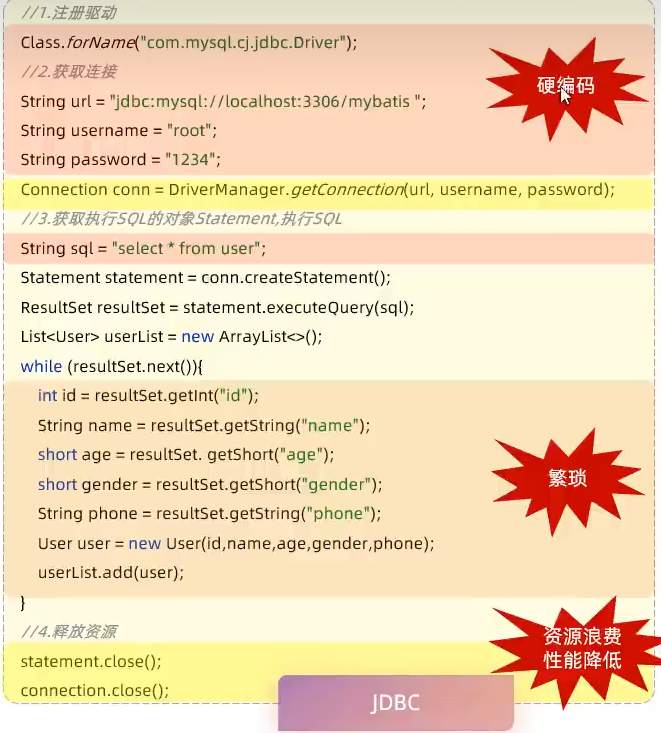 //1.注册驱动
Class.forName("com.mysql.cj.jdbc.Driver");
//2.获取连接
硬编码
String url = "jdbc:mysql://localhost:3306/mybatis ";
String username = "root";
String password = "1234";
Connection conn = DriverManager.getConnection(url, username, password);
//3.获取执行SQL的对象Statement,执行SQL
String sql = "select * from user";
Statement statement = conn.createStatement();
ResultSet resultSet = statement.executeQuery(sql);
List<User> userList = new ArrayList<>();
while (resultSet.next()){
int id = resultSet.getInt("id");
String name = resultSet.getString("name");
short age = resultSet. getShort("age");
繁琐
short gender = resultSet.getShort("gender");
String phone = resultSet.getString("phone");
User user = new User(id,name,age,gender,phone);
userList.add(user);
}
//4.释放资源
资源浪费
性能降低
statement.close();
connection.close();
JDBC